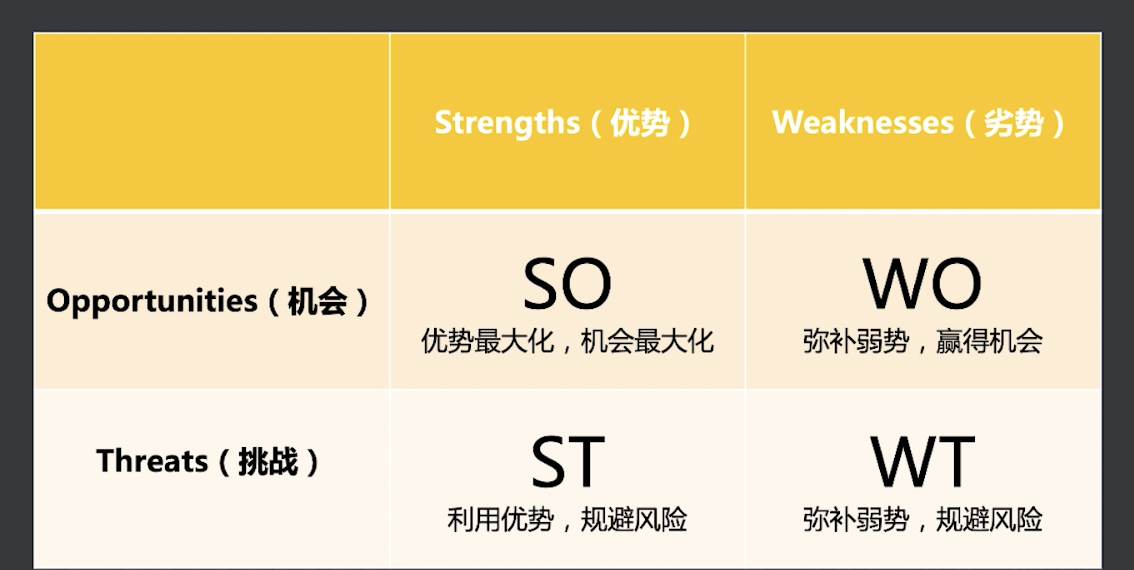 Strengths（优势） Weaknesses（劣势）
Opportunities（机会） SO WO
优势最大化，机会最大化 弥补弱势，赢得机会
Threats（挑战） ST WT
利用优势，规避风险 弥补弱势，规避风险